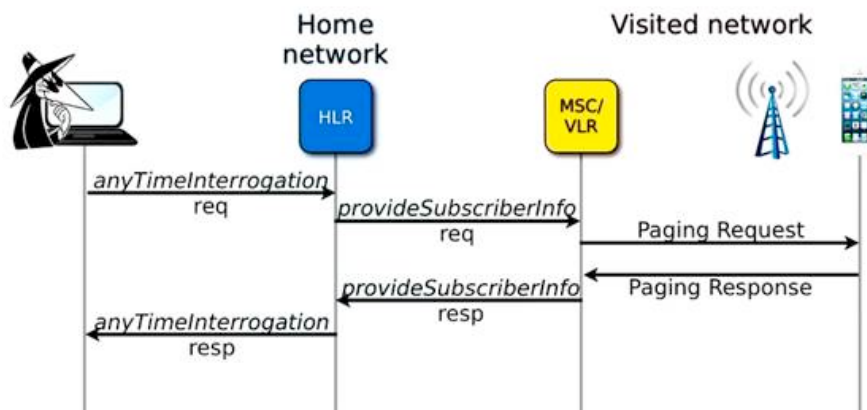 Home
network
Visited network
HLR
MSC/
VLR
anyTimeInterrogation
req
provideSubscriberInfo
req
Paging Request
Paging Response
provideSubscriberInfo
resp
anyTimeInterrogation
resp